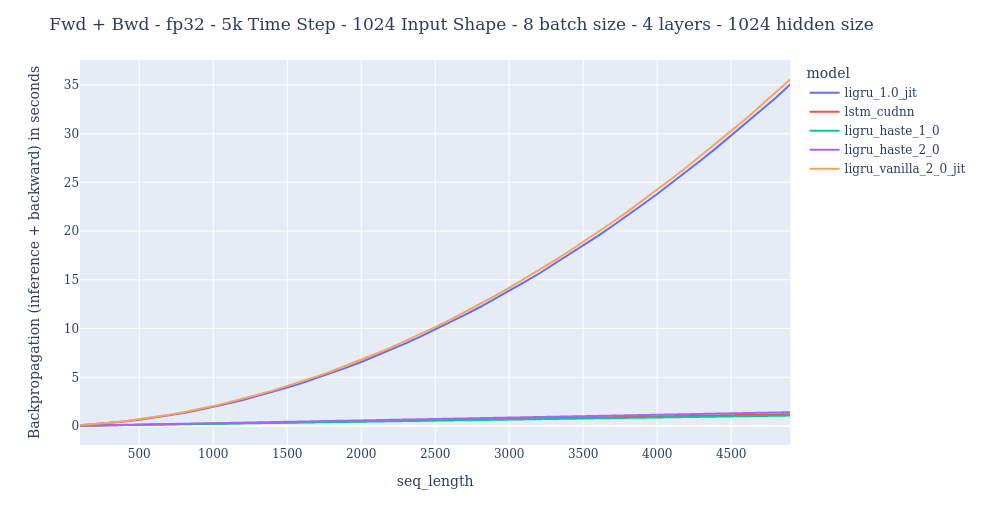 Fwd + Bwd - fp32 - 5k Time Step - 1024 Input Shape - 8 batch size - 4 layers - 1024 hidden size
Backpropagation (inference + backward) in seconds
35
30
25
20
15
10
5
0
500
1000
1500
2000
2500
3000
3500
4000
4500
seq_length
model
ligru_1.0_jit
lstm_cudnn
ligru_haste_1_0
ligru_haste_2_0
ligru_vanilla_2_0_jit